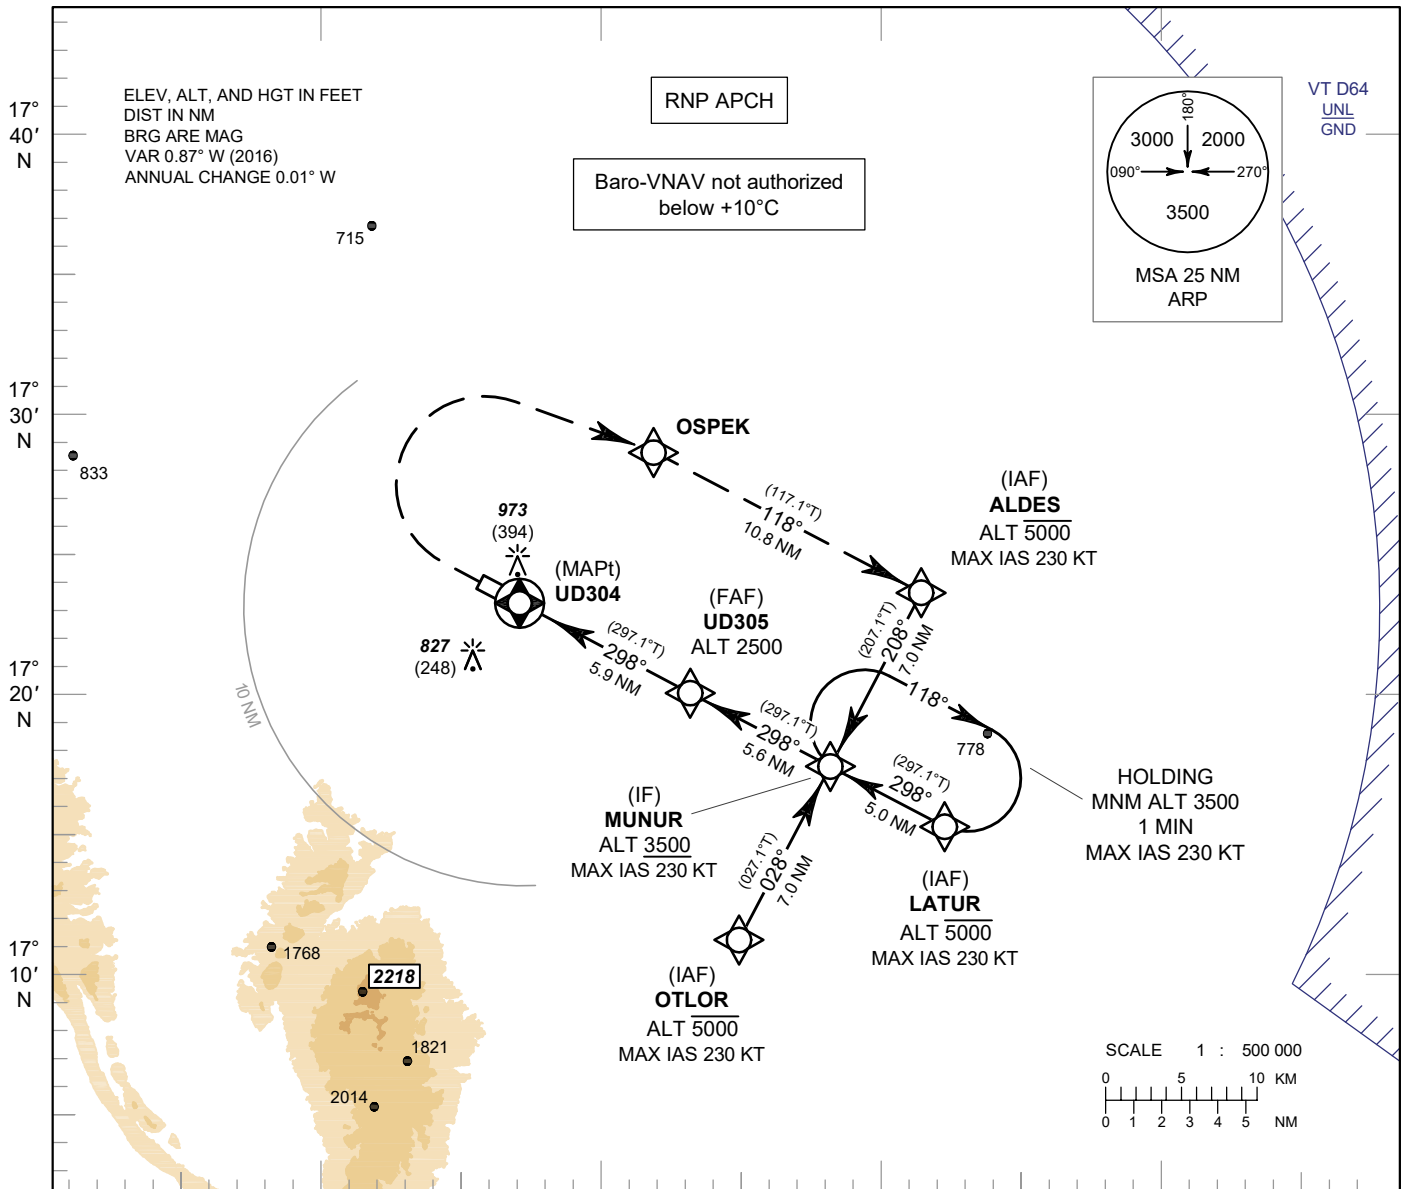 ELEV, ALT, AND HGT IN FEET
DIST IN NM
BRG ARE MAG
VAR 0.87° W (2016)
ANNUAL CHANGE 0.01° W
RNP APCH
Baro-VNAV not authorized
below +10°C
180°
3000
2000
090°
270°
3500
MSA 25 NM
ARP
VT D64
UNL
GND
17°
40'
N
715
17°
30'
N
833
OSPEK
(117.1°T)
118°
10.8 NM
(IAF)
ALDES
ALT 5000
MAX IAS 230 KT
973
(394)
(MAPt)
UD304
(FAF)
UD305
ALT 2500
827
(248)
(297.1°T)
298°
5.9 NM
(207.1°T)
208°
7.0 NM
17°
20'
N
10 NM
118°
778
(297.1°T)
298°
5.6 NM
(297.1°T)
298°
5.0 NM
HOLDING
MNM ALT 3500
1 MIN
MAX IAS 230 KT
(IF)
MUNUR
ALT 3500
MAX IAS 230 KT
(027.1°T)
028°
7.0 NM
(IAF)
LATUR
ALT 5000
MAX IAS 230 KT
17°
10'
N
1768
2218
(IAF)
OTLOR
ALT 5000
MAX IAS 230 KT
1821
2014
SCALE 1 : 500 000
0 5 10 KM
0 1 2 3 4 5 NM